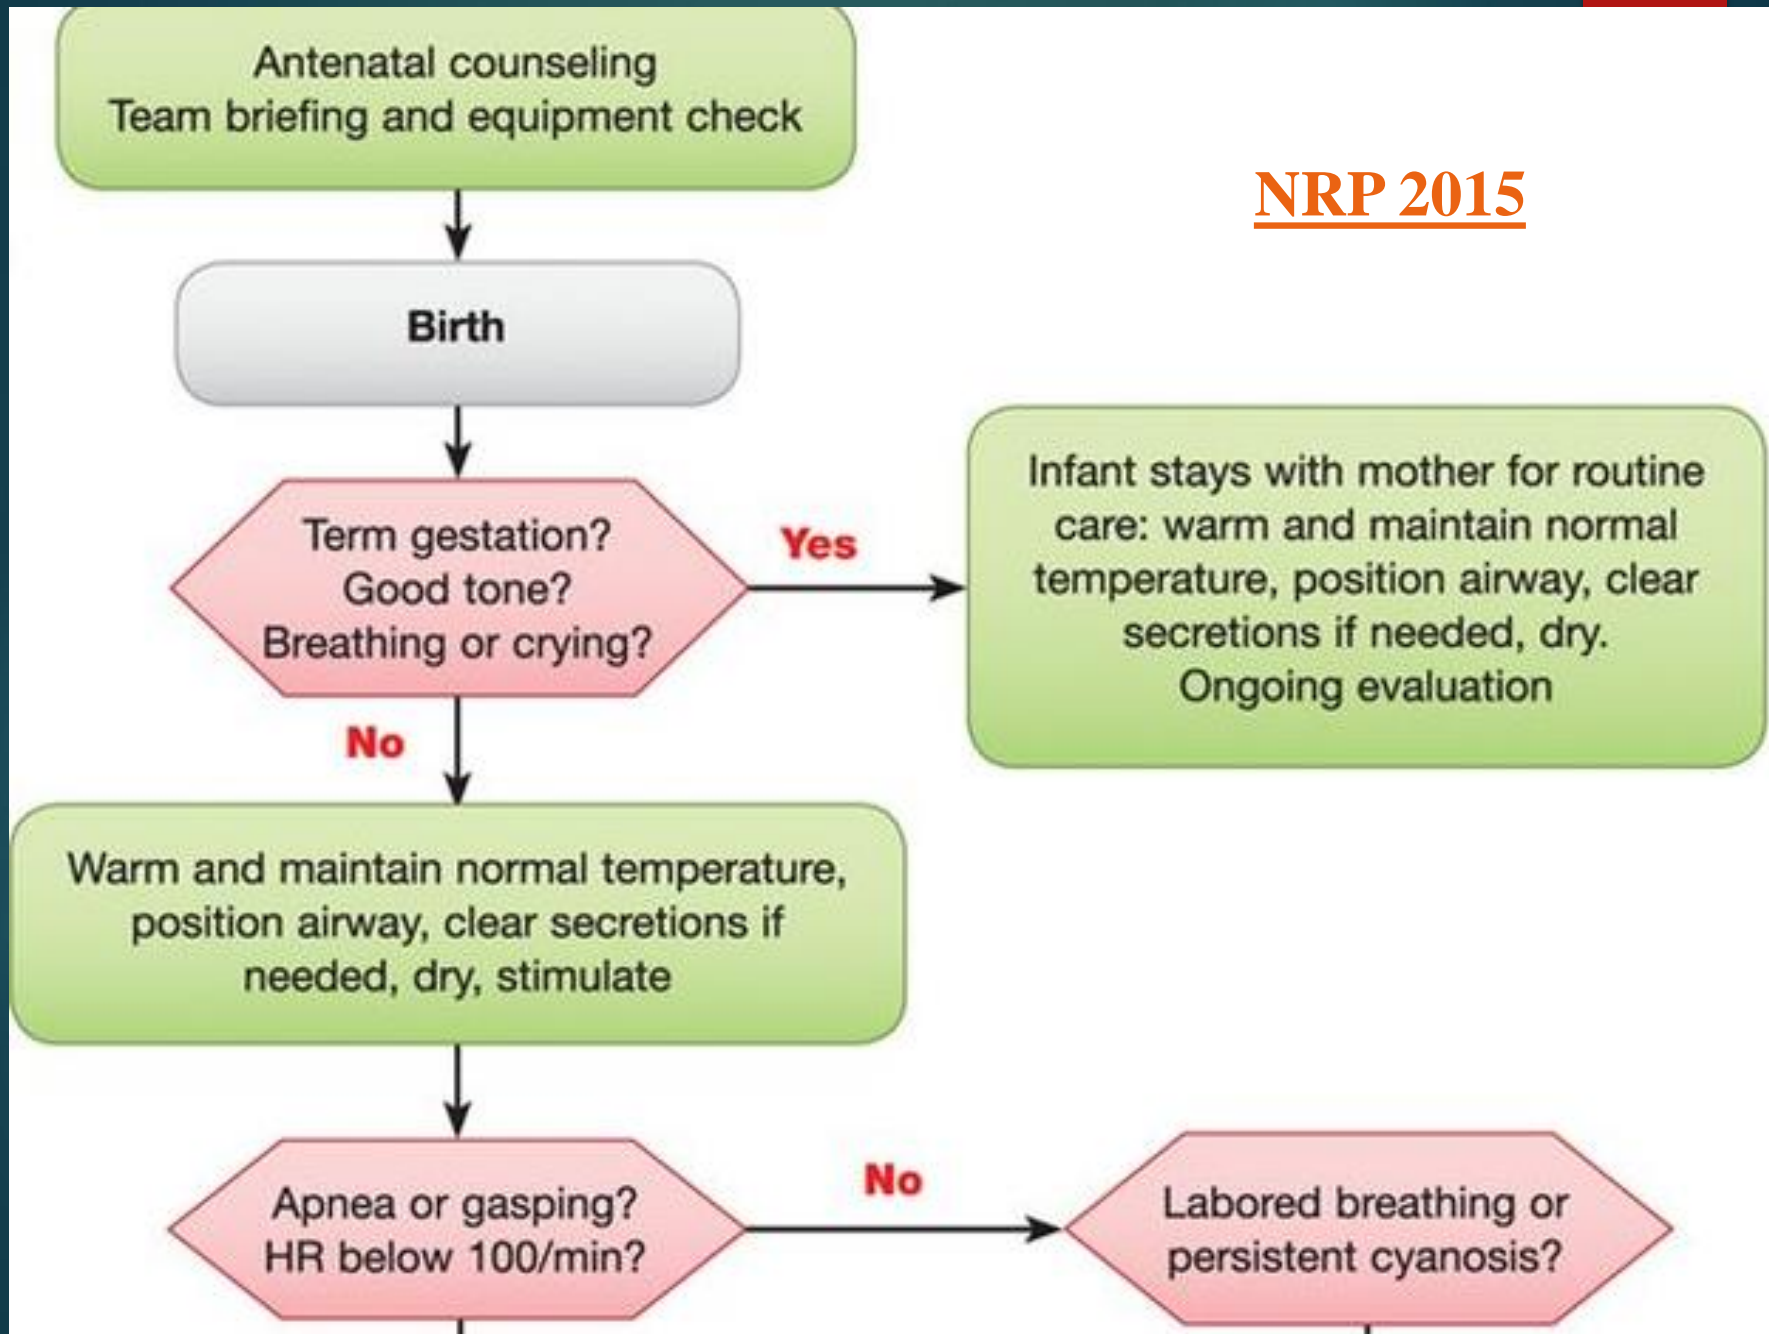 Antenatal counseling
Team briefing and equipment check
NRP 2015
Birth
Term gestation?
Good tone?
Breathing or crying?
Yes
Infant stays with mother for routine
care: warm and maintain normal
temperature, position airway, clear
secretions if needed, dry.
Ongoing evaluation
No
Warm and maintain normal temperature,
position airway, clear secretions if
needed, dry, stimulate
Apnea or gasping?
HR below 100/min?
No
Labored breathing or
persistent cyanosis?